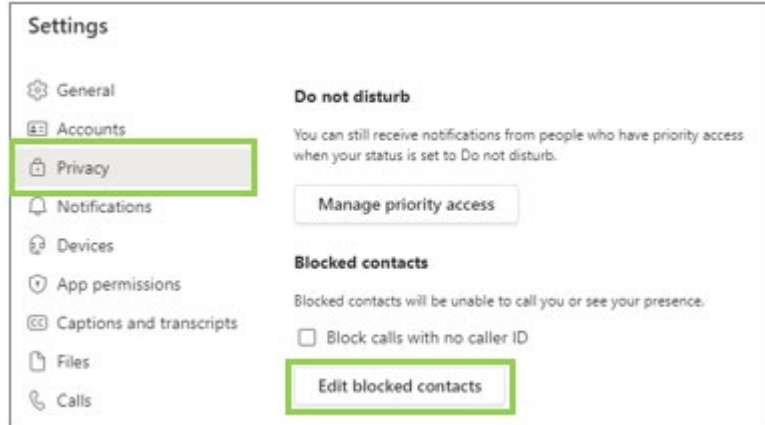 Settings
General
Accounts
Privacy
Notifications
Devices
App permissions
CC Captions and transcripts
Files
Calls
Do not disturb
You can still receive notifications from people who have priority access
when your status is set to Do not disturb.
Manage priority access
Blocked contacts
Blocked contacts will be unable to call you or see your presence.
Block calls with no caller ID
Edit blocked contacts